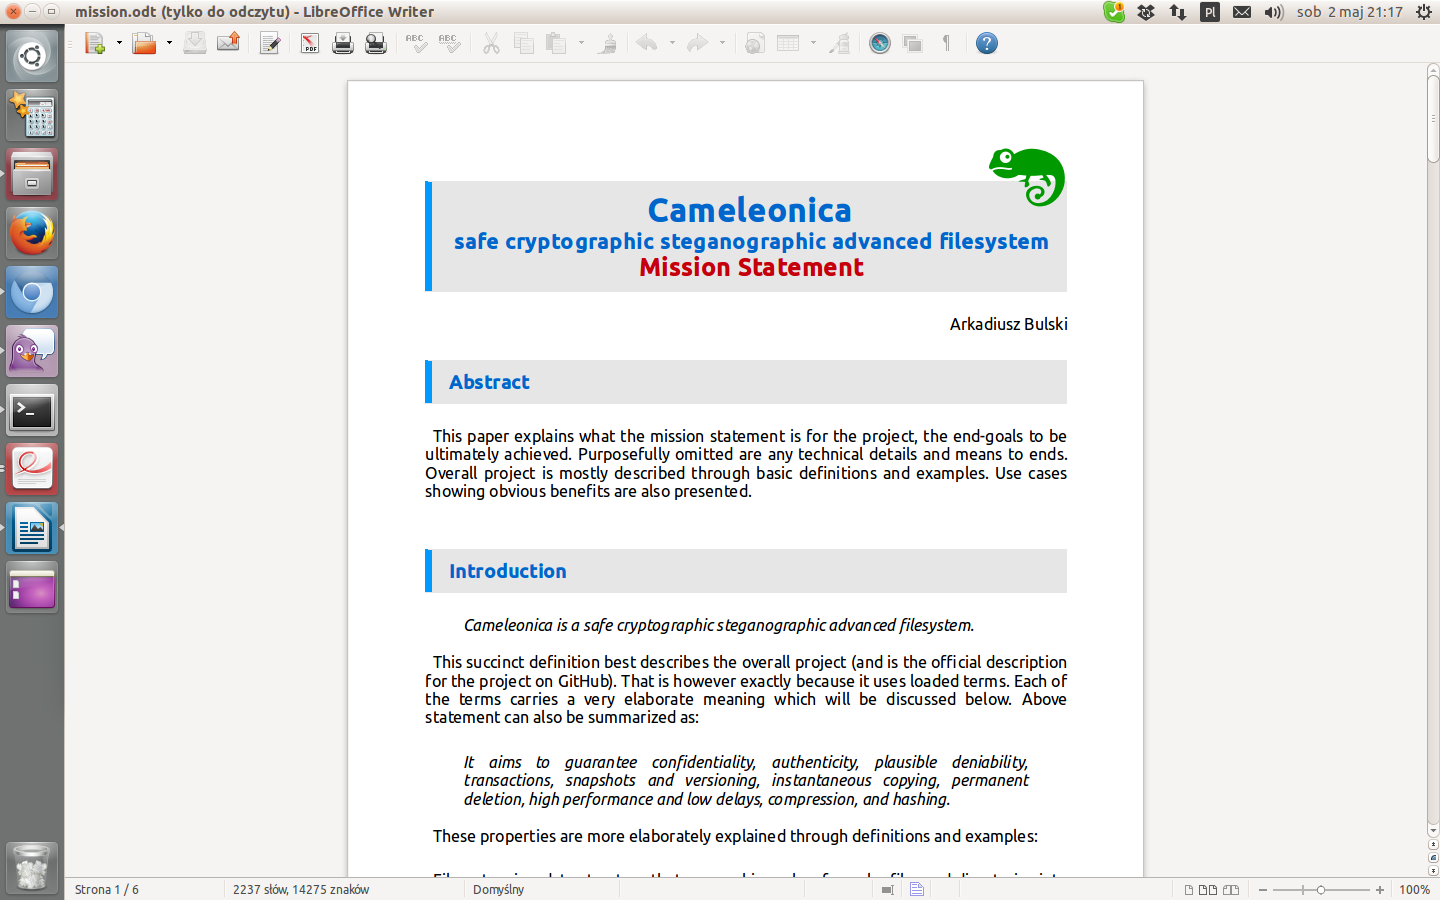 mission.odt (tylko do odczytu) - LibreOffice Writer
Pl
sob 2 maj 21:17
PDF
ABC
ABC
Cameleonica
safe cryptographic steganographic advanced filesystem
Mission Statement
Arkadiusz Bulski
Abstract
This paper explains what the mission statement is for the project, the end-goals to be
ultimately achieved. Purposefully omitted are any technical details and means to ends.
Overall project is mostly described through basic definitions and examples. Use cases
showing obvious benefits are also presented.
Introduction
Cameleonica is a safe cryptographic steganographic advanced filesystem.
This succinct definition best describes the overall project (and is the official description
for the project on GitHub). That is however exactly because it uses loaded terms. Each of
the terms carries a very elaborate meaning which will be discussed below. Above
statement can also be summarized as:
It aims to guarantee confidentiality, authenticity, plausible deniability,
transactions, snapshots and versioning, instantaneous copying, permanent
deletion, high performance and low delays, compression, and hashing.
These properties are more elaborately explained through definitions and examples:
Strona 1 / 6
2237 słów, 14275 znaków
Domyślny
100%